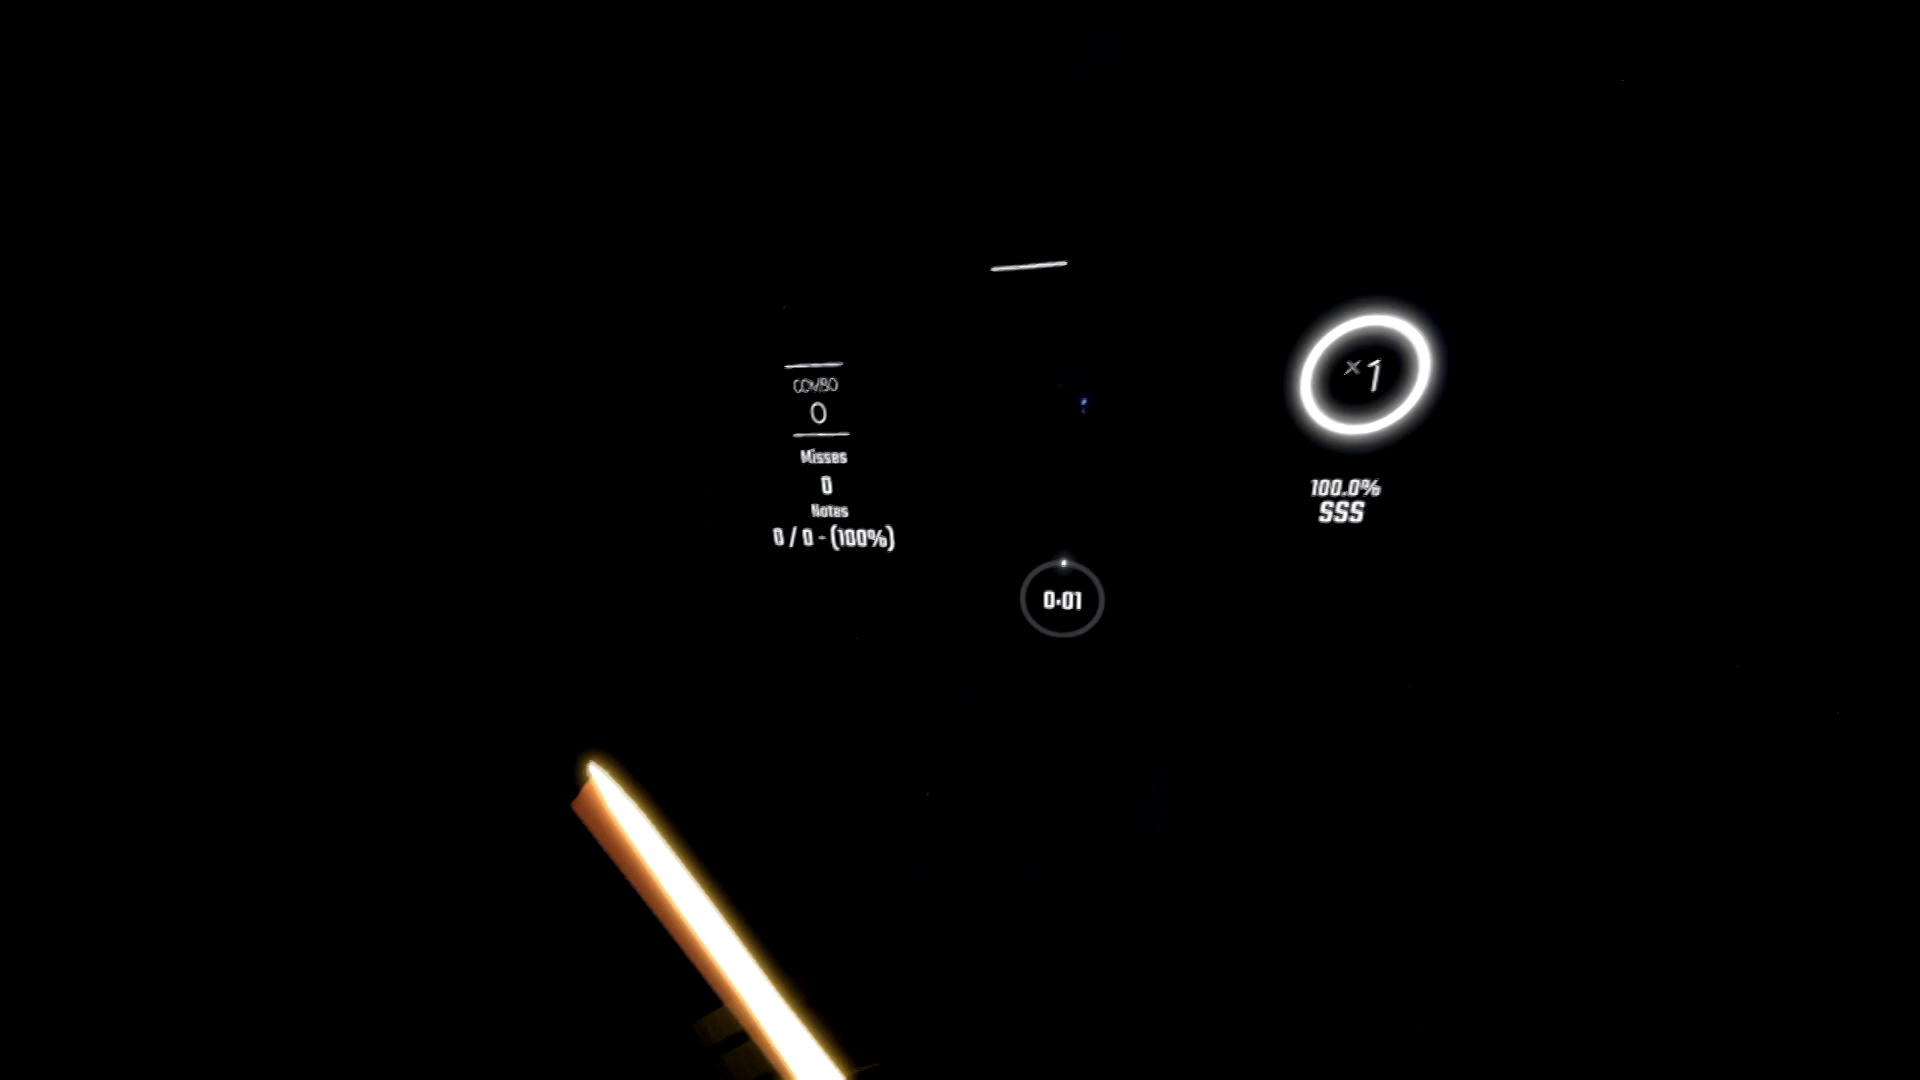 COMBO
0
Misses
0
Notes
0 / 0 - (100%)
×1
100.0%
SSS
0:01